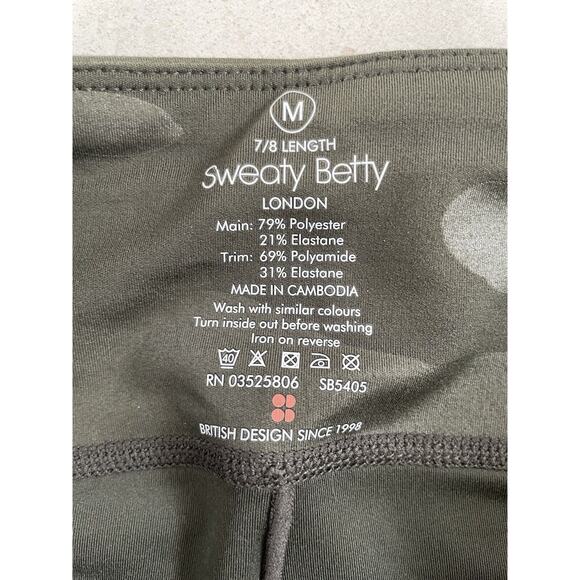 M
7/8 LENGTH
Sweaty Betty
LONDON
Main: 79% Polyester
21% Elastane
Trim: 69% Polyamide
31% Elastane
MADE IN CAMBODIA
Wash with similar colours
Turn inside out before washing
Iron on reverse
40
RN 03525806 SB5405
BRITISH DESIGN SINCE 1998